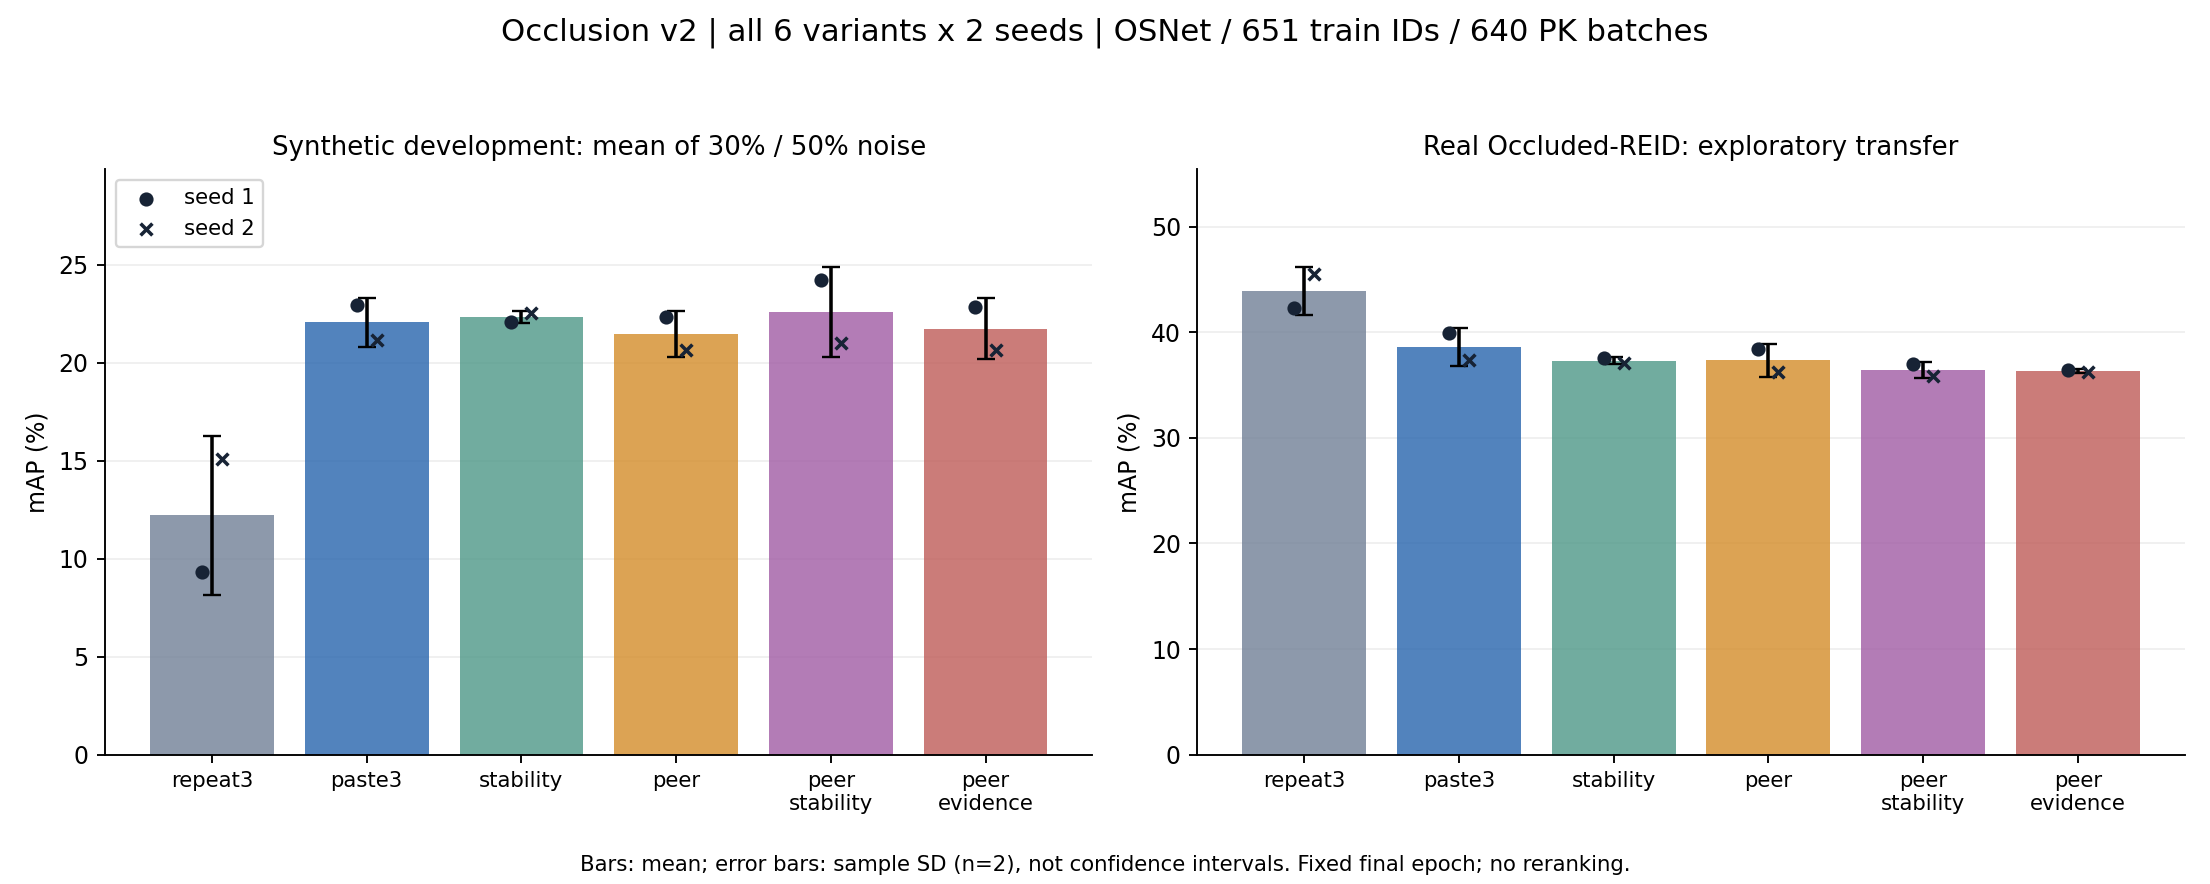 Occlusion v2 | all 6 variants x 2 seeds | OSNet / 651 train IDs / 640 PK batches
Synthetic development: mean of 30% / 50% noise
seed 1
seed 2
mAP (%)
25
20
15
10
5
0
repeat3
paste3
stability
peer
peer
stability
peer
evidence
Real Occluded-REID: exploratory transfer
mAP (%)
50
40
30
20
10
0
repeat3
paste3
stability
peer
peer
stability
peer
evidence
Bars: mean; error bars: sample SD (n=2), not confidence intervals. Fixed final epoch; no reranking.